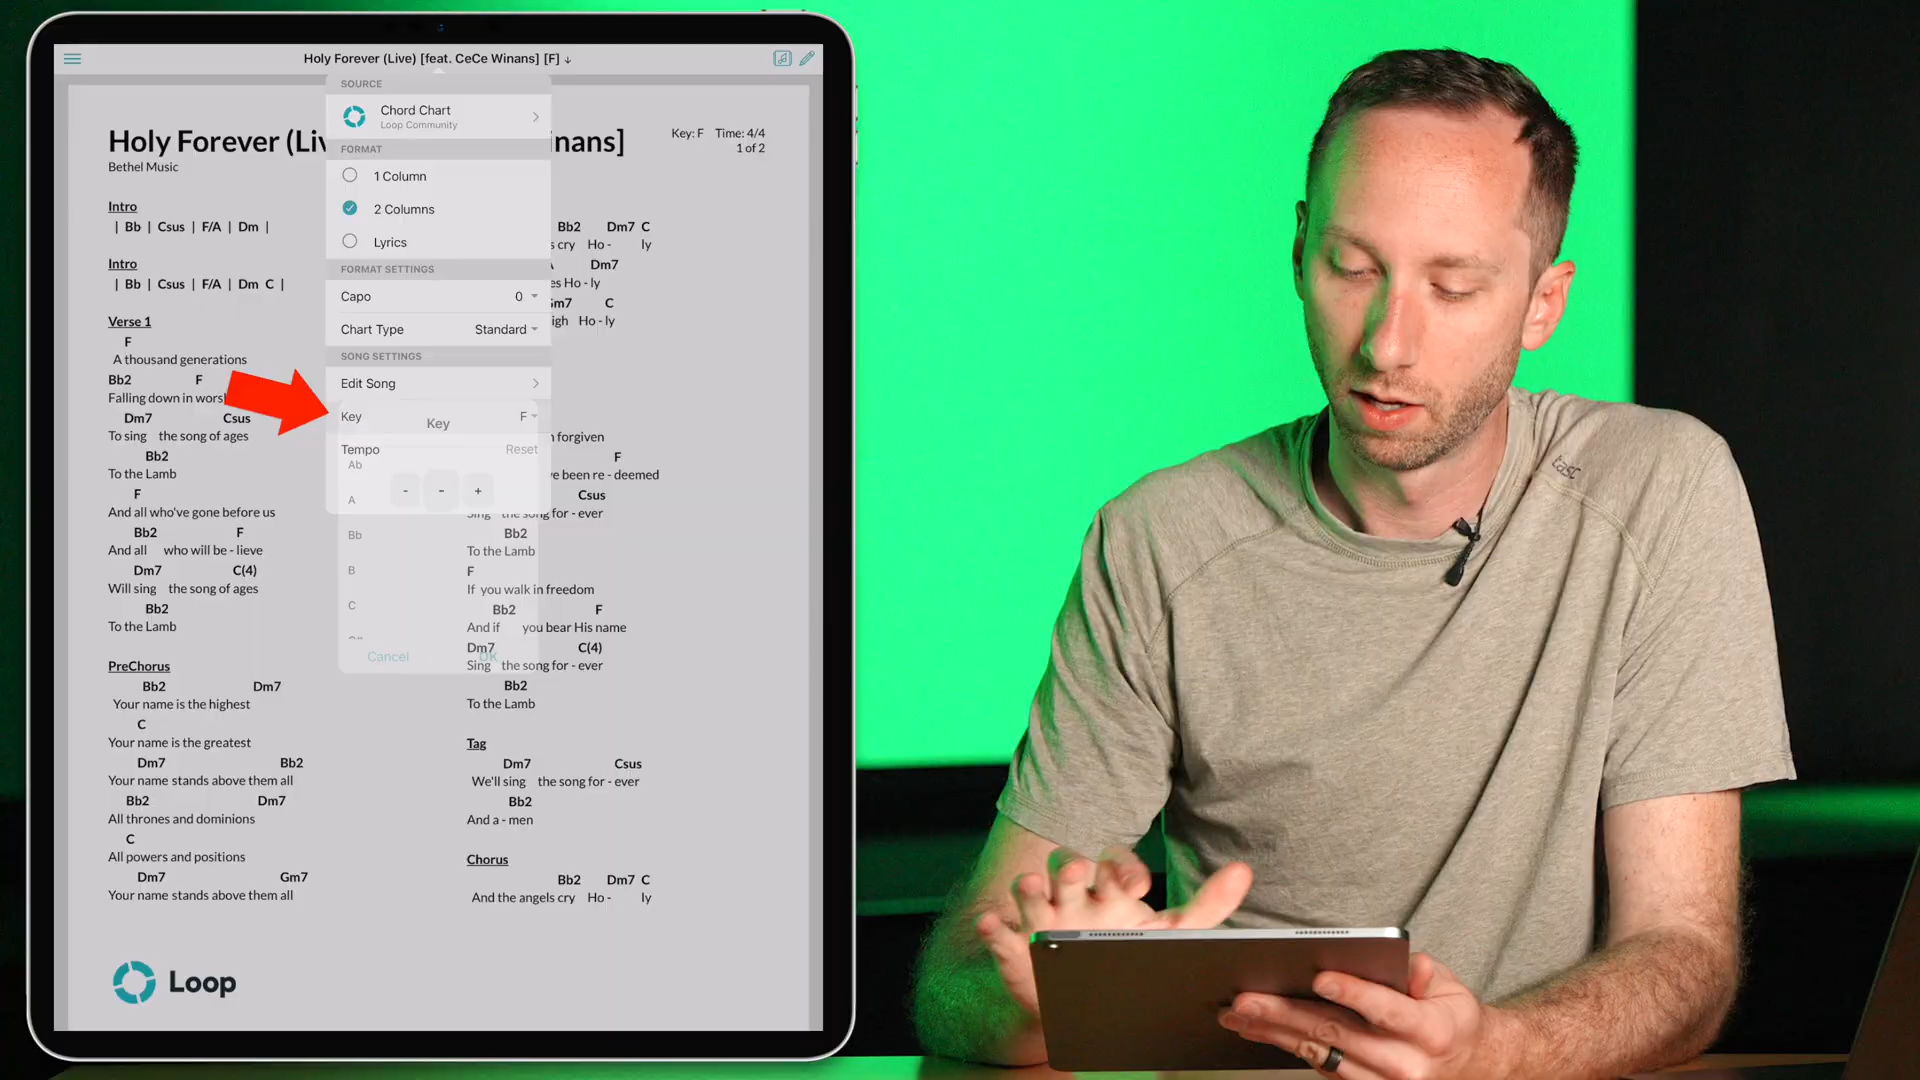 Holy Forever (Live) [feat. CeCe Winans] [F] ↓
SOURCE
Chord Chart
Loop Community
FORMAT
1 Column
2 Columns
Lyrics
FORMAT SETTINGS
Capo 0
Chart Type Standard
SONG SETTINGS
Edit Song
Key F
Tempo Reset
- - +
Key
Ab
A
Bb
B
C
Cancel OK
Holy Forever (Liv
inans]
Bethel Music
Key: F Time: 4/4
1 of 2
Intro
| Bb | Csus | F/A | Dm |
Intro
| Bb | Csus | F/A | Dm C |
Verse 1
F
A thousand generations
Bb2 F
Falling down in wors
Dm7 Csus
To sing the song of ages
Bb2
To the Lamb
F
And all who've gone before us
Bb2 F
And all who will be - lieve
Dm7 C(4)
Will sing the song of ages
Bb2
To the Lamb
PreChorus
Bb2 Dm7
Your name is the highest
C
Your name is the greatest
Dm7 Bb2
Your name stands above them all
Bb2 Dm7
All thrones and dominions
C
All powers and positions
Dm7 Gm7
Your name stands above them all
Bb2 Dm7 C
s cry Ho - ly
Dm7
es Ho - ly
Gm7 C
igh Ho - ly
n forgiven
F
ve been re - deemed
Csus
Sing the song for - ever
Bb2
To the Lamb
F
If you walk in freedom
Bb2 F
And if you bear His name
Dm7 C(4)
Sing the song for - ever
Bb2
To the Lamb
Tag
Dm7 Csus
We'll sing the song for - ever
Bb2
And a - men
Chorus
Bb2 Dm7 C
And the angels cry Ho - ly
Loop
tasc